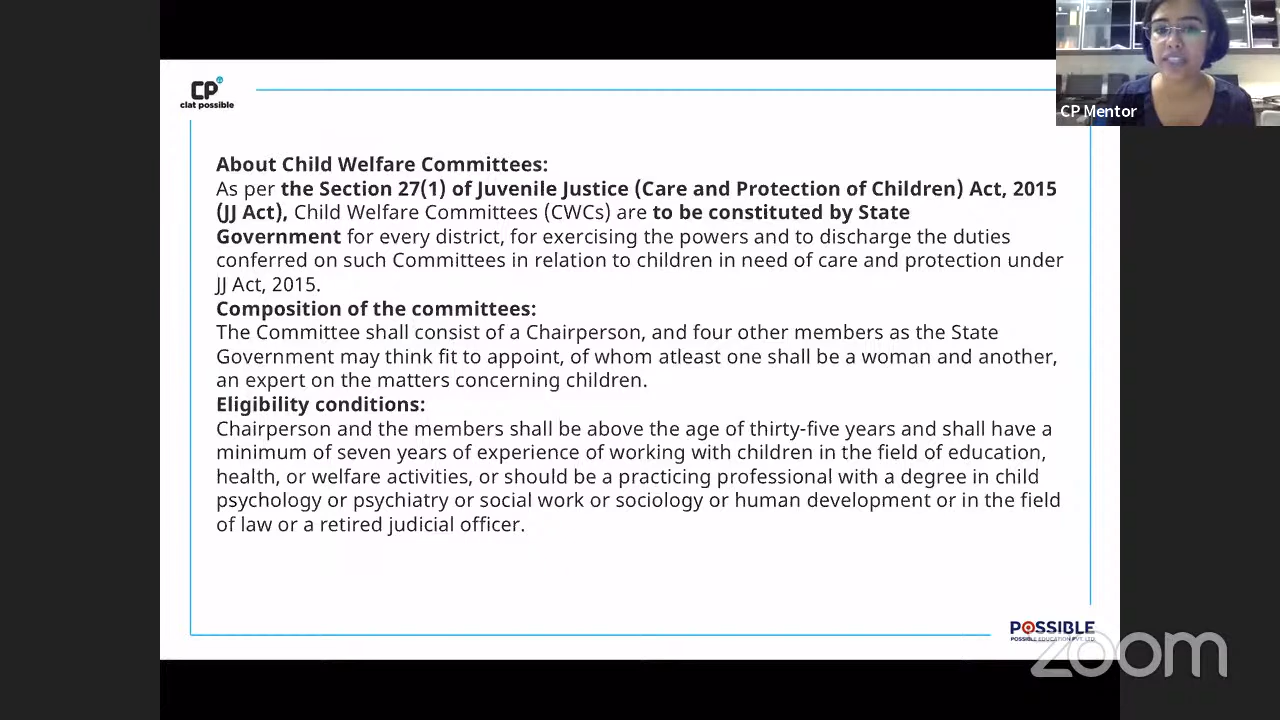 CP
clat possible
CP Mentor
About Child Welfare Committees:
As per the Section 27(1) of Juvenile Justice (Care and Protection of Children) Act, 2015
(JJ Act), Child Welfare Committees (CWCs) are to be constituted by State
Government for every district, for exercising the powers and to discharge the duties
conferred on such Committees in relation to children in need of care and protection under
JJ Act, 2015.
Composition of the committees:
The Committee shall consist of a Chairperson, and four other members as the State
Government may think fit to appoint, of whom atleast one shall be a woman and another,
an expert on the matters concerning children.
Eligibility conditions:
Chairperson and the members shall be above the age of thirty-five years and shall have a
minimum of seven years of experience of working with children in the field of education,
health, or welfare activities, or should be a practicing professional with a degree in child
psychology or psychiatry or social work or sociology or human development or in the field
of law or a retired judicial officer.
POSSIBLE
POSSIBLE EDUCATION PVT. LTD.
zoom